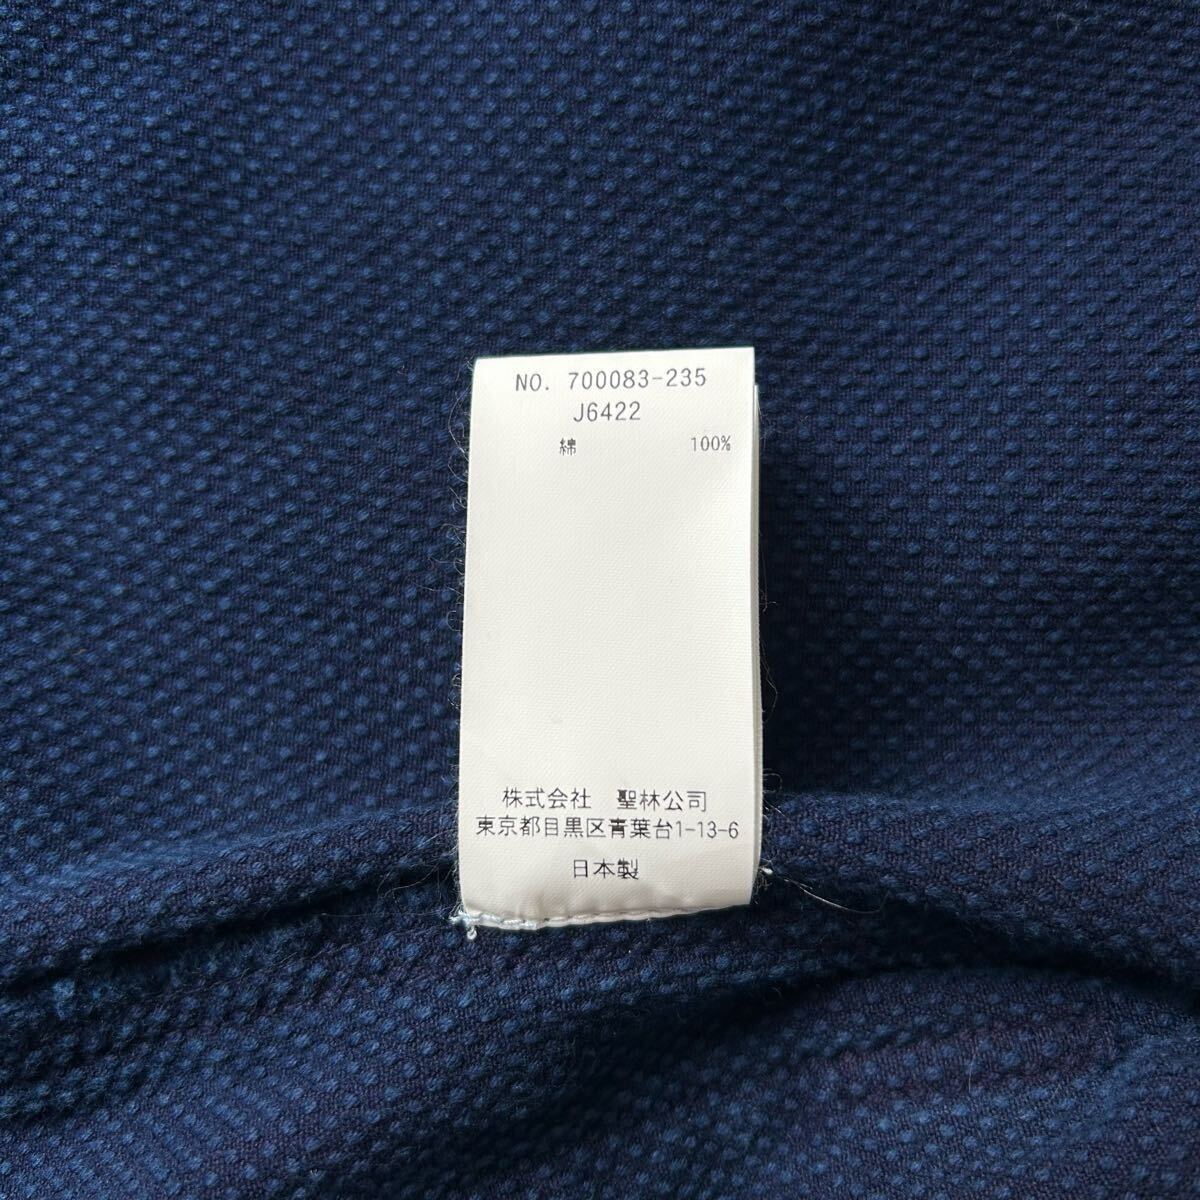 NO. 700083-235
J6422
綿 100%
株式会社 聖林公司
東京都目黒区青葉台1-13-6
日本製